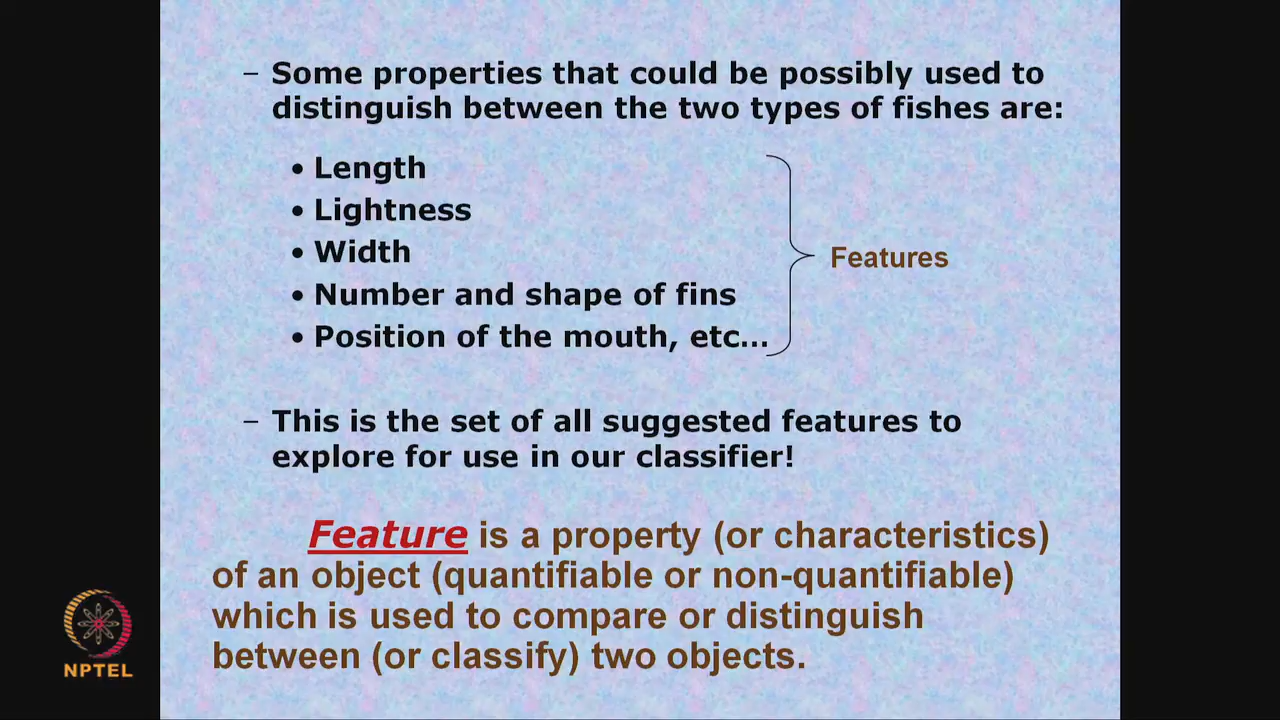 – Some properties that could be possibly used to
distinguish between the two types of fishes are:
• Length
• Lightness
• Width
• Number and shape of fins
• Position of the mouth, etc...
Features
– This is the set of all suggested features to
explore for use in our classifier!
Feature is a property (or characteristics)
of an object (quantifiable or non-quantifiable)
which is used to compare or distinguish
between (or classify) two objects.
NPTEL